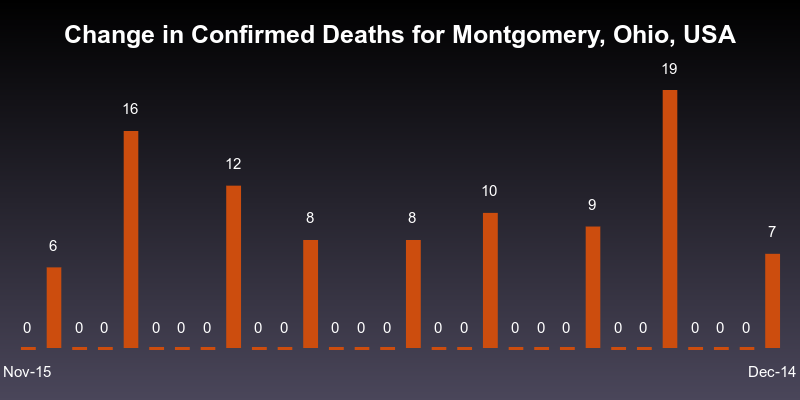 Change in Confirmed Deaths for Montgomery, Ohio, USA
0 6 0 0 16 0 0 0 12 0 0 8 0 0 0 8 0 0 10 0 0 0 9 0 0 19 0 0 0 7
Nov-15 Dec-14